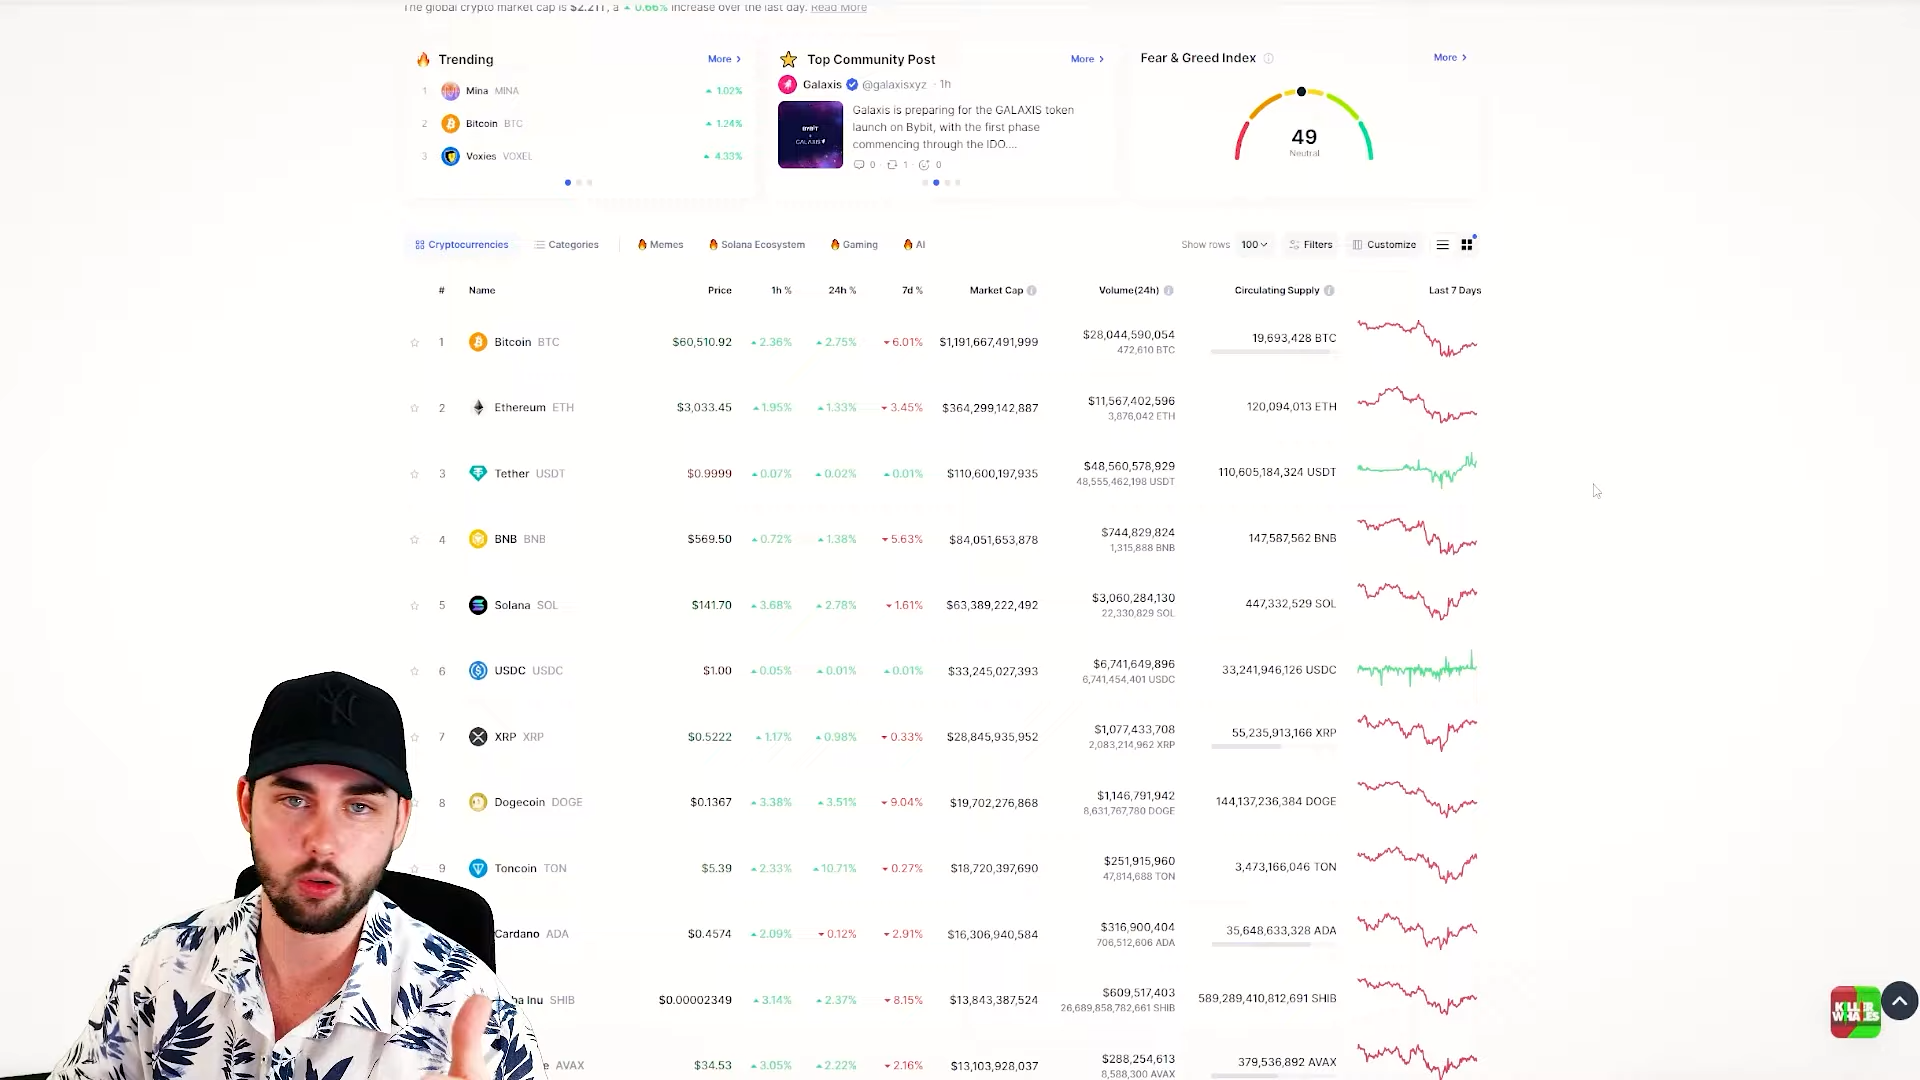 The global crypto market cap is $2.21T, a 0.66% increase over the last day. Read More
Trending More
1 Mina MINA 1.02%
2 Bitcoin BTC 1.24%
3 Voxies VOXEL 4.33%
Top Community Post More
Galaxis @galaxisxyz · 1h
BYBIT
GALAXIS
Galaxis is preparing for the GALAXIS token
launch on Bybit, with the first phase
commencing through the IDO....
0 · 1 · 0
Fear & Greed Index More
49
Neutral
Cryptocurrencies Categories Memes Solana Ecosystem Gaming AI Show rows 100 Filters Customize
# Name Price 1h % 24h % 7d % Market Cap Volume(24h) Circulating Supply Last 7 Days
1 Bitcoin BTC $60,510.92 2.36% 2.75% 6.01% $1,191,667,491,999 $28,044,590,054 19,693,428 BTC
472,610 BTC
2 Ethereum ETH $3,033.45 1.95% 1.33% 3.45% $364,299,142,887 $11,567,402,596 120,094,013 ETH
3,876,042 ETH
3 Tether USDT $0.9999 0.07% 0.02% 0.01% $110,600,197,935 $48,560,578,929 110,605,184,324 USDT
48,555,462,198 USDT
4 BNB BNB $569.50 0.72% 1.38% 5.63% $84,051,653,878 $744,829,824 147,587,562 BNB
1,315,888 BNB
5 Solana SOL $141.70 3.68% 2.78% 1.61% $63,389,222,492 $3,060,284,130 447,332,529 SOL
22,330,829 SOL
6 USDC USDC $1.00 0.05% 0.01% 0.01% $33,245,027,393 $6,741,649,896 33,241,946,126 USDC
6,741,454,401 USDC
7 XRP XRP $0.5222 1.17% 0.98% 0.33% $28,845,935,952 $1,077,433,708 55,235,913,166 XRP
2,083,214,962 XRP
8 Dogecoin DOGE $0.1367 3.38% 3.51% 9.04% $19,702,276,868 $1,146,791,942 144,137,236,384 DOGE
8,631,767,780 DOGE
9 Toncoin TON $5.39 2.33% 10.71% 0.27% $18,720,397,690 $251,915,960 3,473,166,046 TON
47,814,688 TON
Cardano ADA $0.4574 2.09% 0.12% 2.91% $16,306,940,584 $316,900,404 35,648,633,328 ADA
706,512,606 ADA
ba Inu SHIB $0.00002349 3.14% 2.37% 8.15% $13,843,387,524 $609,517,403 589,289,410,812,691 SHIB
26,689,858,782,661 SHIB
e AVAX $34.53 3.05% 2.22% 2.16% $13,103,928,037 $288,254,613 379,536,892 AVAX
8,588,300 AVAX
NY
KILLER
WHALES